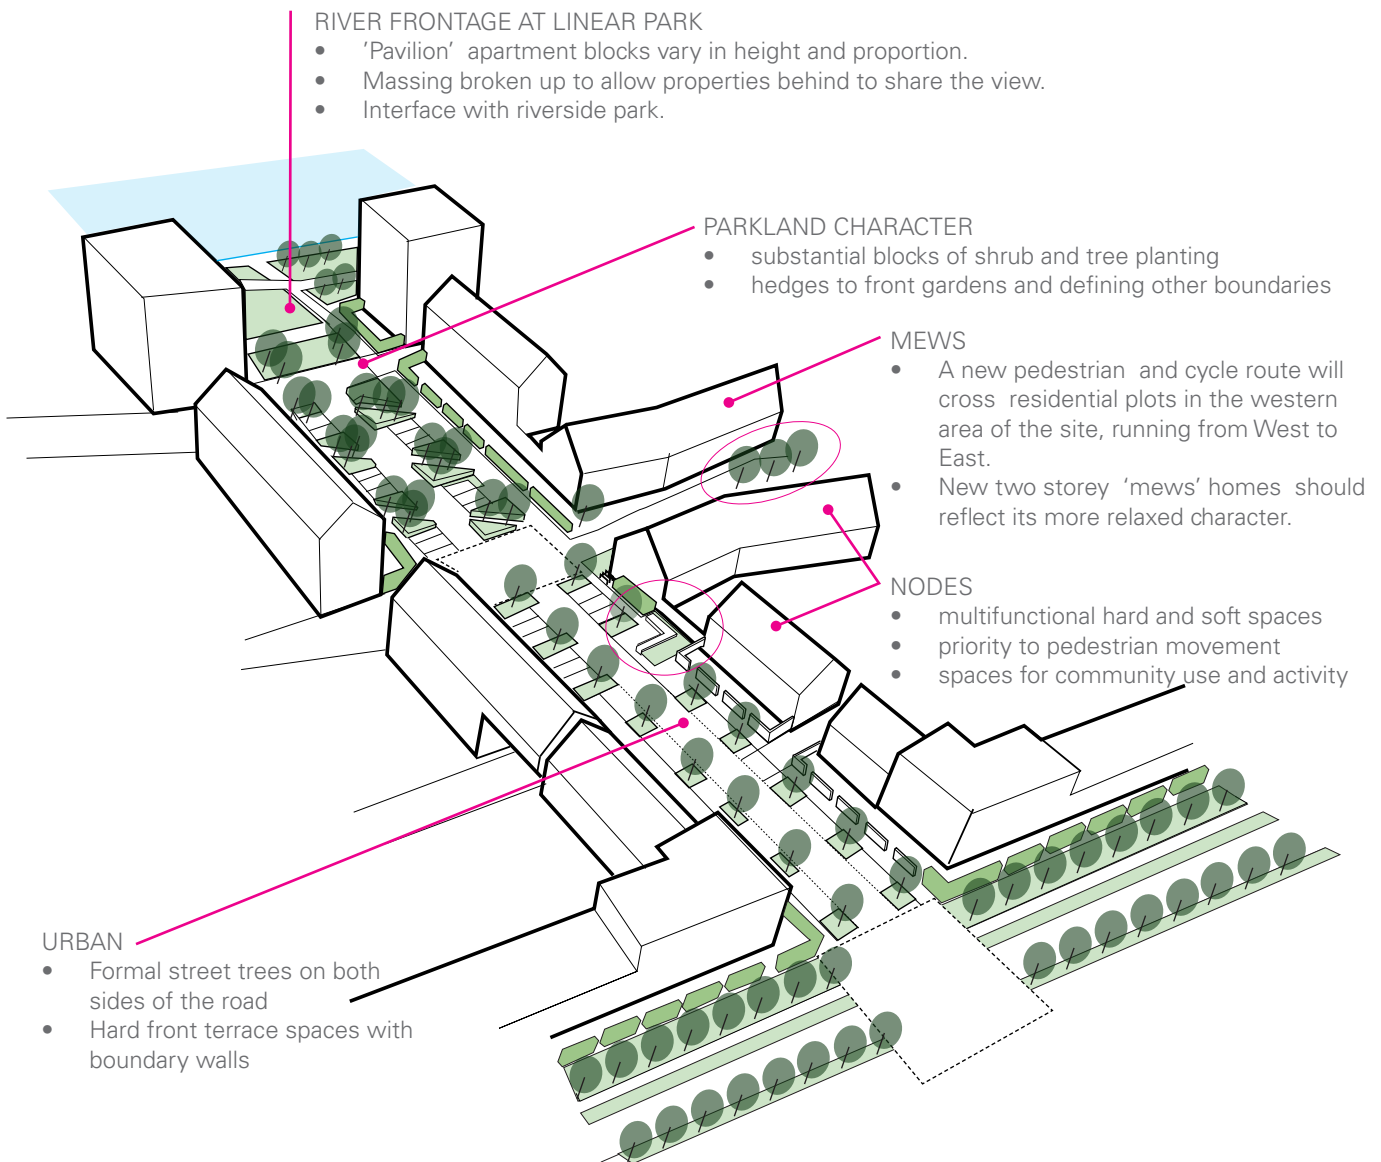 RIVER FRONTAGE AT LINEAR PARK
• 'Pavilion' apartment blocks vary in height and proportion.
• Massing broken up to allow properties behind to share the view.
• Interface with riverside park.
PARKLAND CHARACTER
• substantial blocks of shrub and tree planting
• hedges to front gardens and defining other boundaries
MEWS
• A new pedestrian and cycle route will
cross residential plots in the western
area of the site, running from West to
East.
• New two storey 'mews' homes should
reflect its more relaxed character.
NODES
• multifunctional hard and soft spaces
• priority to pedestrian movement
• spaces for community use and activity
URBAN
• Formal street trees on both
sides of the road
• Hard front terrace spaces with
boundary walls